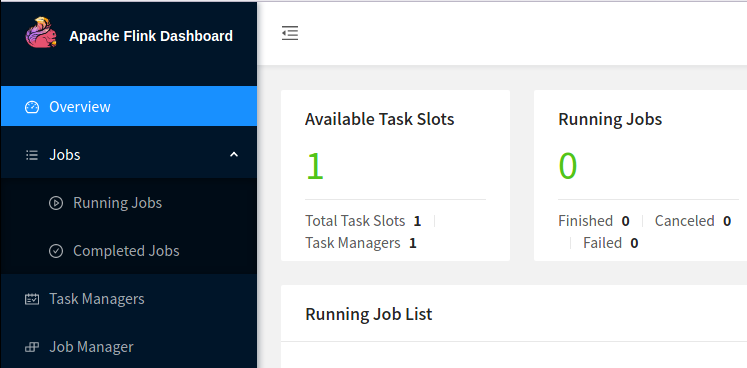 Apache Flink Dashboard
Overview
Jobs
Running Jobs
Completed Jobs
Task Managers
Job Manager
Available Task Slots
1
Total Task Slots 1
Task Managers 1
Running Jobs
0
Finished 0 Canceled 0
Failed 0
Running Job List